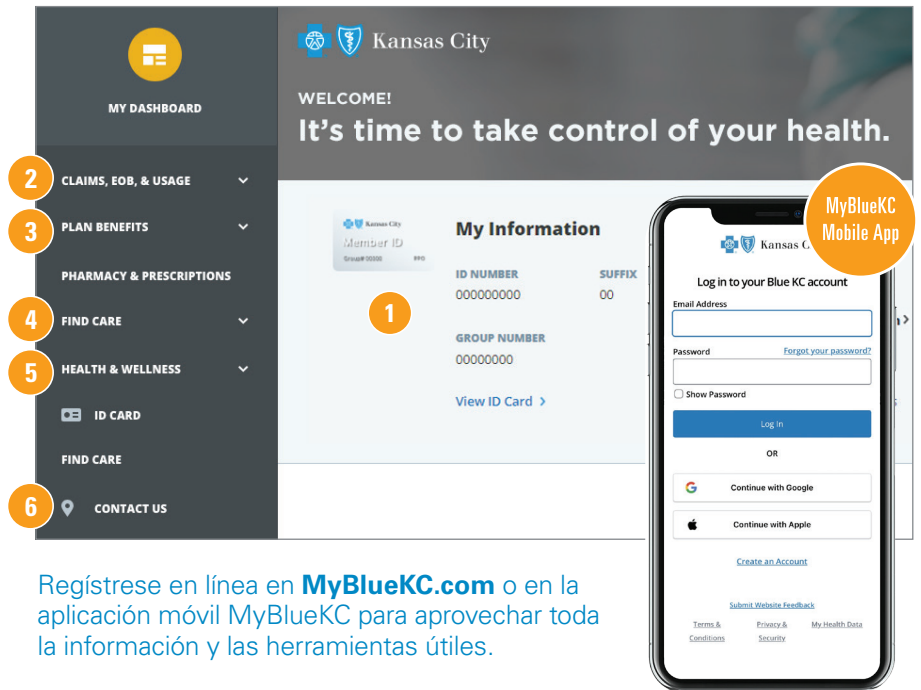 MY DASHBOARD
2 CLAIMS, EOB, & USAGE
3 PLAN BENEFITS
PHARMACY & PRESCRIPTIONS
4 FIND CARE
5 HEALTH & WELLNESS
ID CARD
FIND CARE
6 CONTACT US
Kansas City
WELCOME!
It's time to take control of your health.
Kansas City
Member ID
Group# 00000 PPO
1
My Information
ID NUMBER SUFFIX
000000000 00
GROUP NUMBER
00000000
View ID Card >
MyBlueKC
Mobile App
Kansas C
Log in to your Blue KC account
Email Address
Password Forgot your password?
Show Password
Log In
OR
Continue with Google
Continue with Apple
Create an Account
Submit Website Feedback
Terms & Privacy & My Health Data
Conditions Security
Regístrese en línea en MyBlueKC.com o en la
aplicación móvil MyBlueKC para aprovechar toda
la información y las herramientas útiles.